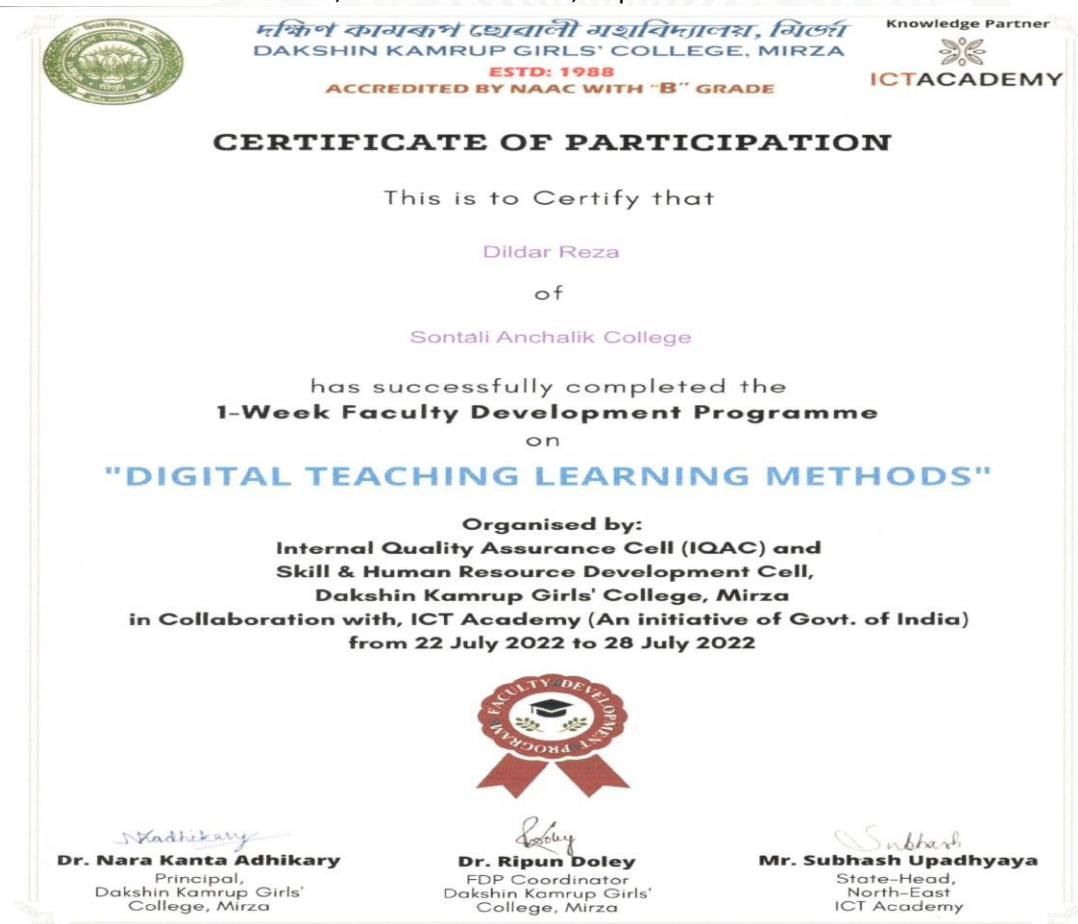 দক্ষিণ কামৰূপ ছোৱালী মহাবিদ্যালয়, মিৰ্জা
DAKSHIN KAMRUP GIRLS' COLLEGE, MIRZA
ESTD: 1988
ACCREDITED BY NAAC WITH "B" GRADE
Knowledge Partner
ICTACADEMY
CERTIFICATE OF PARTICIPATION
This is to Certify that
Dildar Reza
of
Sontali Anchalik College
has successfully completed the
1-Week Faculty Development Programme
on
"DIGITAL TEACHING LEARNING METHODS"
Organised by:
Internal Quality Assurance Cell (IQAC) and
Skill & Human Resource Development Cell,
Dakshin Kamrup Girls' College, Mirza
in Collaboration with, ICT Academy (An initiative of Govt. of India)
from 22 July 2022 to 28 July 2022
FACULTY DEVELOPMENT PROGRAM
NKadhikary
Dr. Nara Kanta Adhikary
Principal,
Dakshin Kamrup Girls'
College, Mirza
RDoley
Dr. Ripun Doley
FDP Coordinator
Dakshin Kamrup Girls'
College, Mirza
Subhash
Mr. Subhash Upadhyaya
State-Head,
North-East
ICT Academy